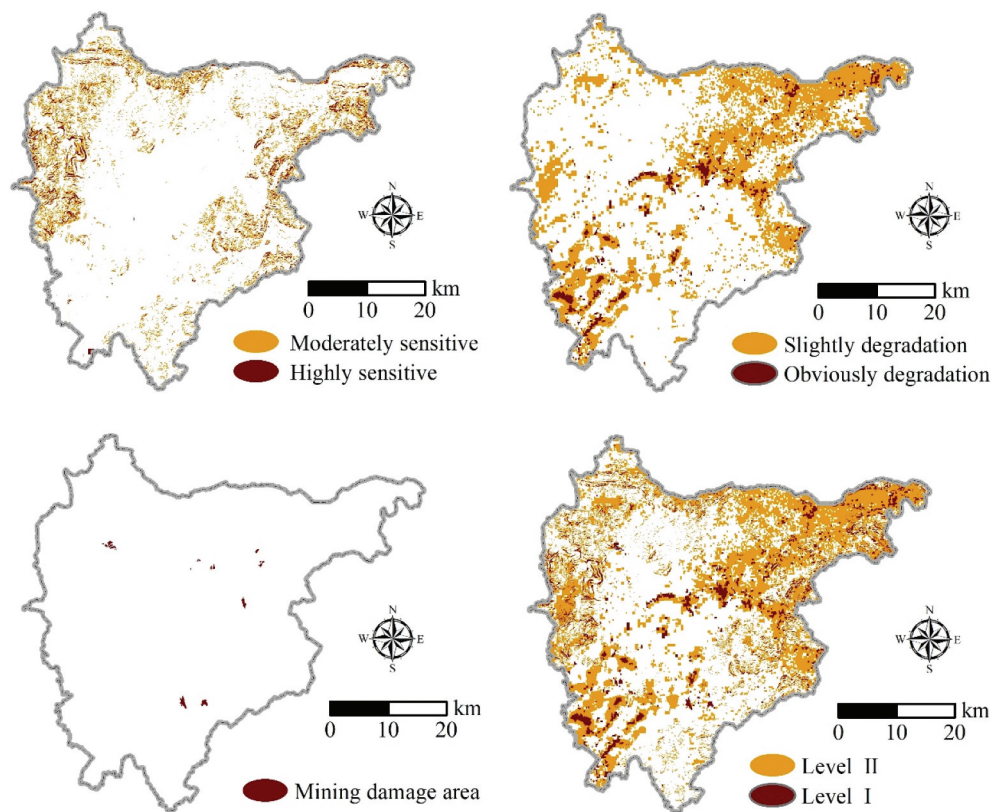 N
W E
S
km
0 10 20
Moderately sensitive
Highly sensitive
N
W E
S
km
0 10 20
Slightly degradation
Obviously degradation
N
W E
S
km
0 10 20
Mining damage area
N
W E
S
km
0 10 20
Level II
Level I